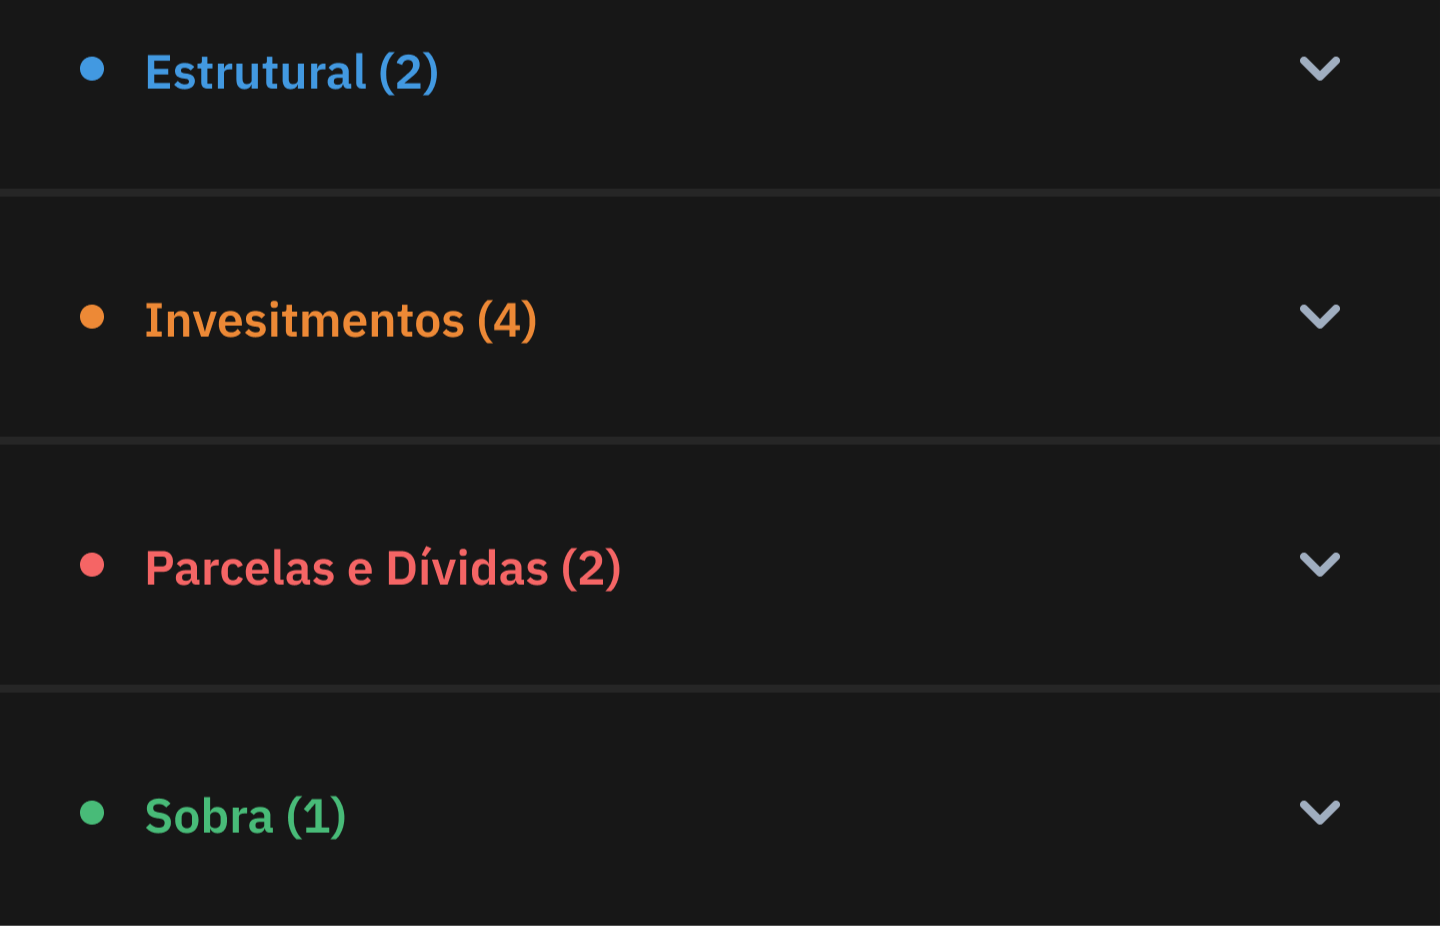 Estrutural (2)
Invesitmentos (4)
Parcelas e Dívidas (2)
Sobra (1)